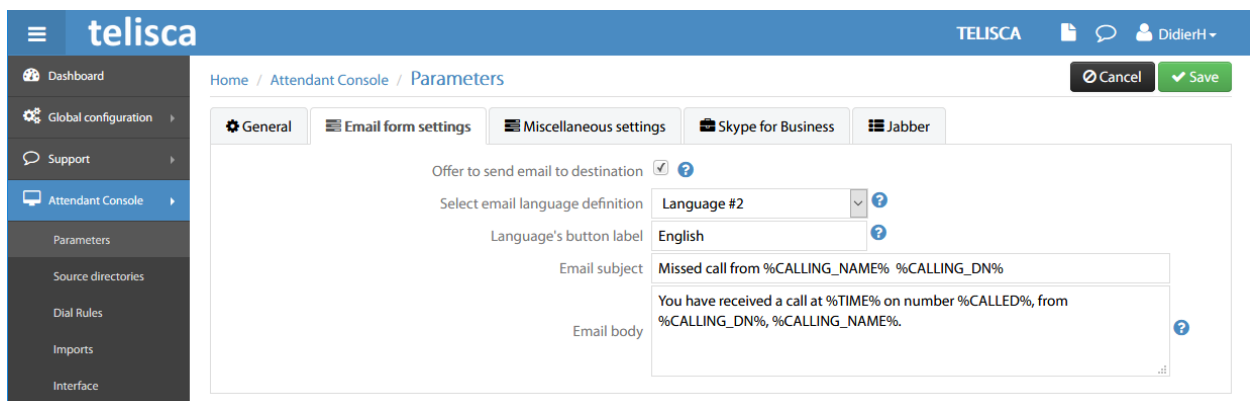 telisca
TELISCA
DidierH
Dashboard
Global configuration
Support
Attendant Console
Parameters
Source directories
Dial Rules
Imports
Interface
Home / Attendant Console / Parameters
Cancel
Save
General
Email form settings
Miscellaneous settings
Skype for Business
Jabber
Offer to send email to destination
Select email language definition Language #2
Language's button label English
Email subject Missed call from %CALLING_NAME% %CALLING_DN%
Email body
You have received a call at %TIME% on number %CALLED%, from
%CALLING_DN%, %CALLING_NAME%.